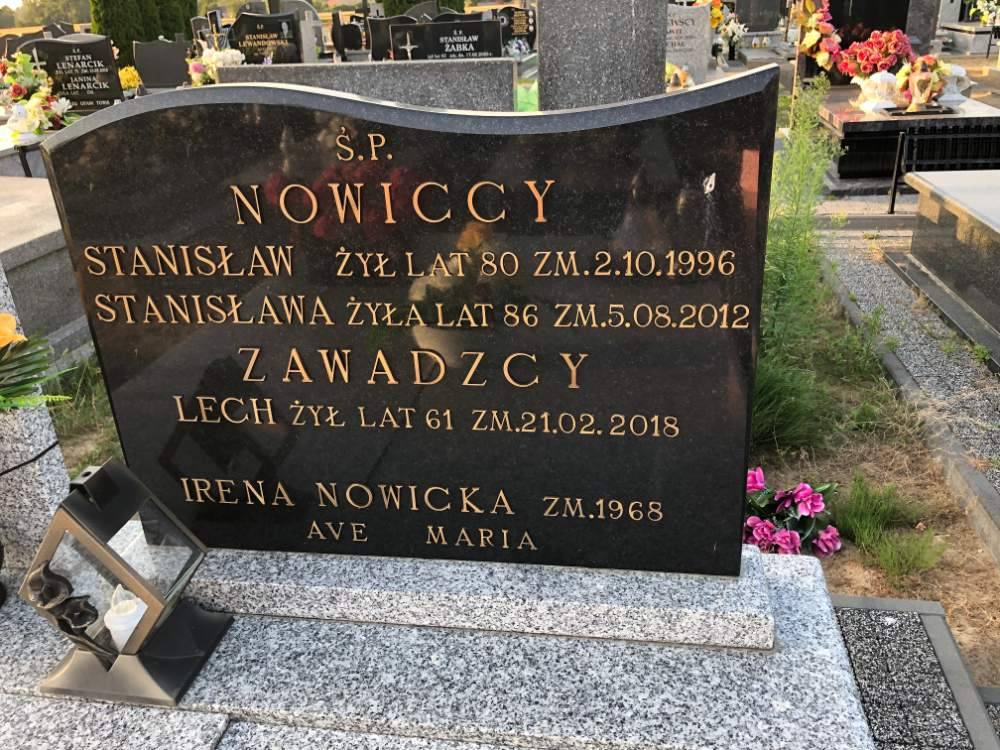 Ś.P.
NOWICCY
STANISŁAW ŻYŁ LAT 80 ZM.2.10.1996
STANISŁAWA ŻYŁA LAT 86 ZM.5.08.2012
ZAWADZCY
LECH ŻYŁ LAT 61 ZM.21.02.2018
IRENA NOWICKA ZM.1968
AVE MARIA
Ś.P.
STEFAN
LENARCIK
JANINA
LENARCIK
Ś.P.
STANISŁAW
LEWANDOWSKI
Ś.P.
STANISŁAW
ŻABKA